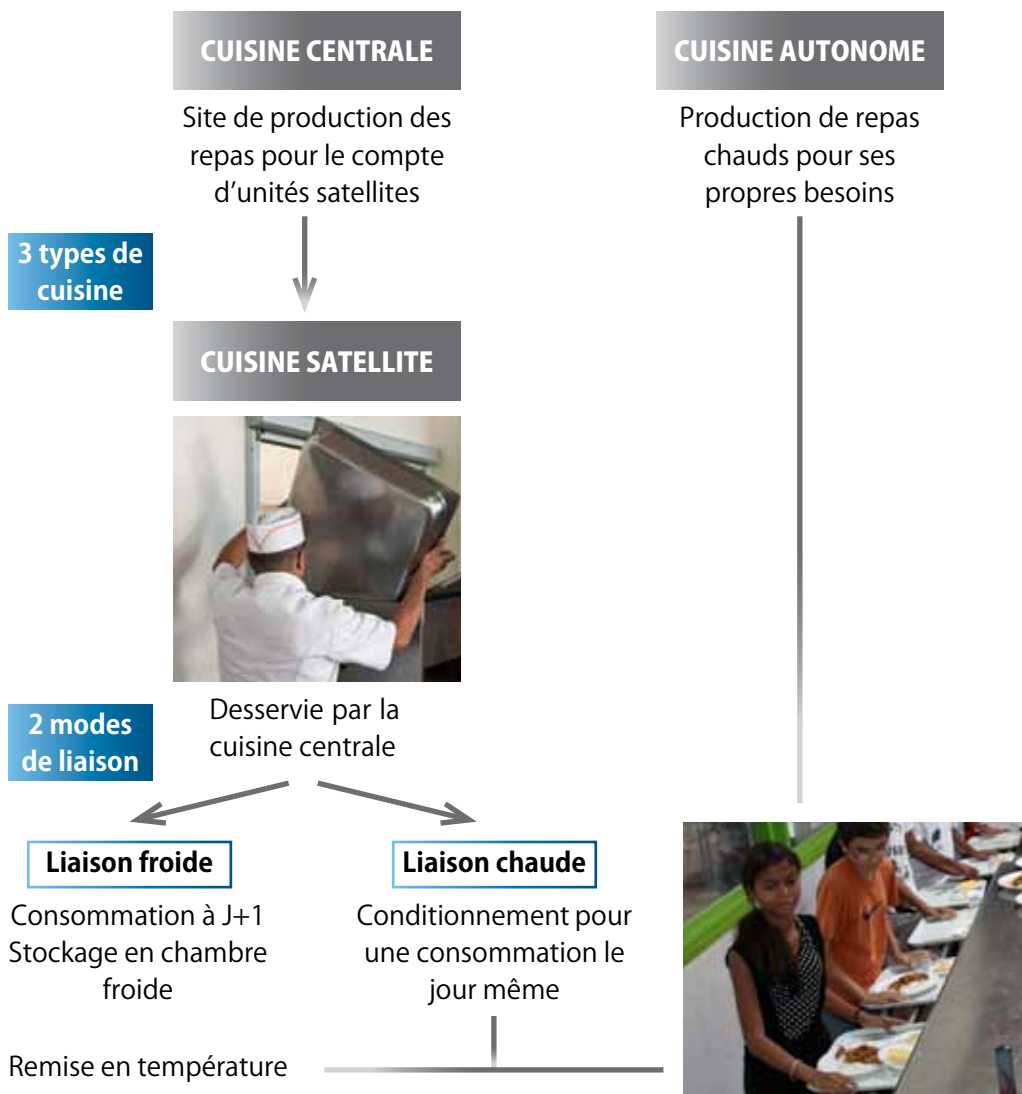 CUISINE CENTRALE
Site de production des
repas pour le compte
d'unités satellites
CUISINE AUTONOME
Production de repas
chauds pour ses
propres besoins
3 types de
cuisine
CUISINE SATELLITE
Desservie par la
cuisine centrale
2 modes
de liaison
Liaison froide
Consommation à J+1
Stockage en chambre
froide
Liaison chaude
Conditionnement pour
une consommation le
jour même
Remise en température